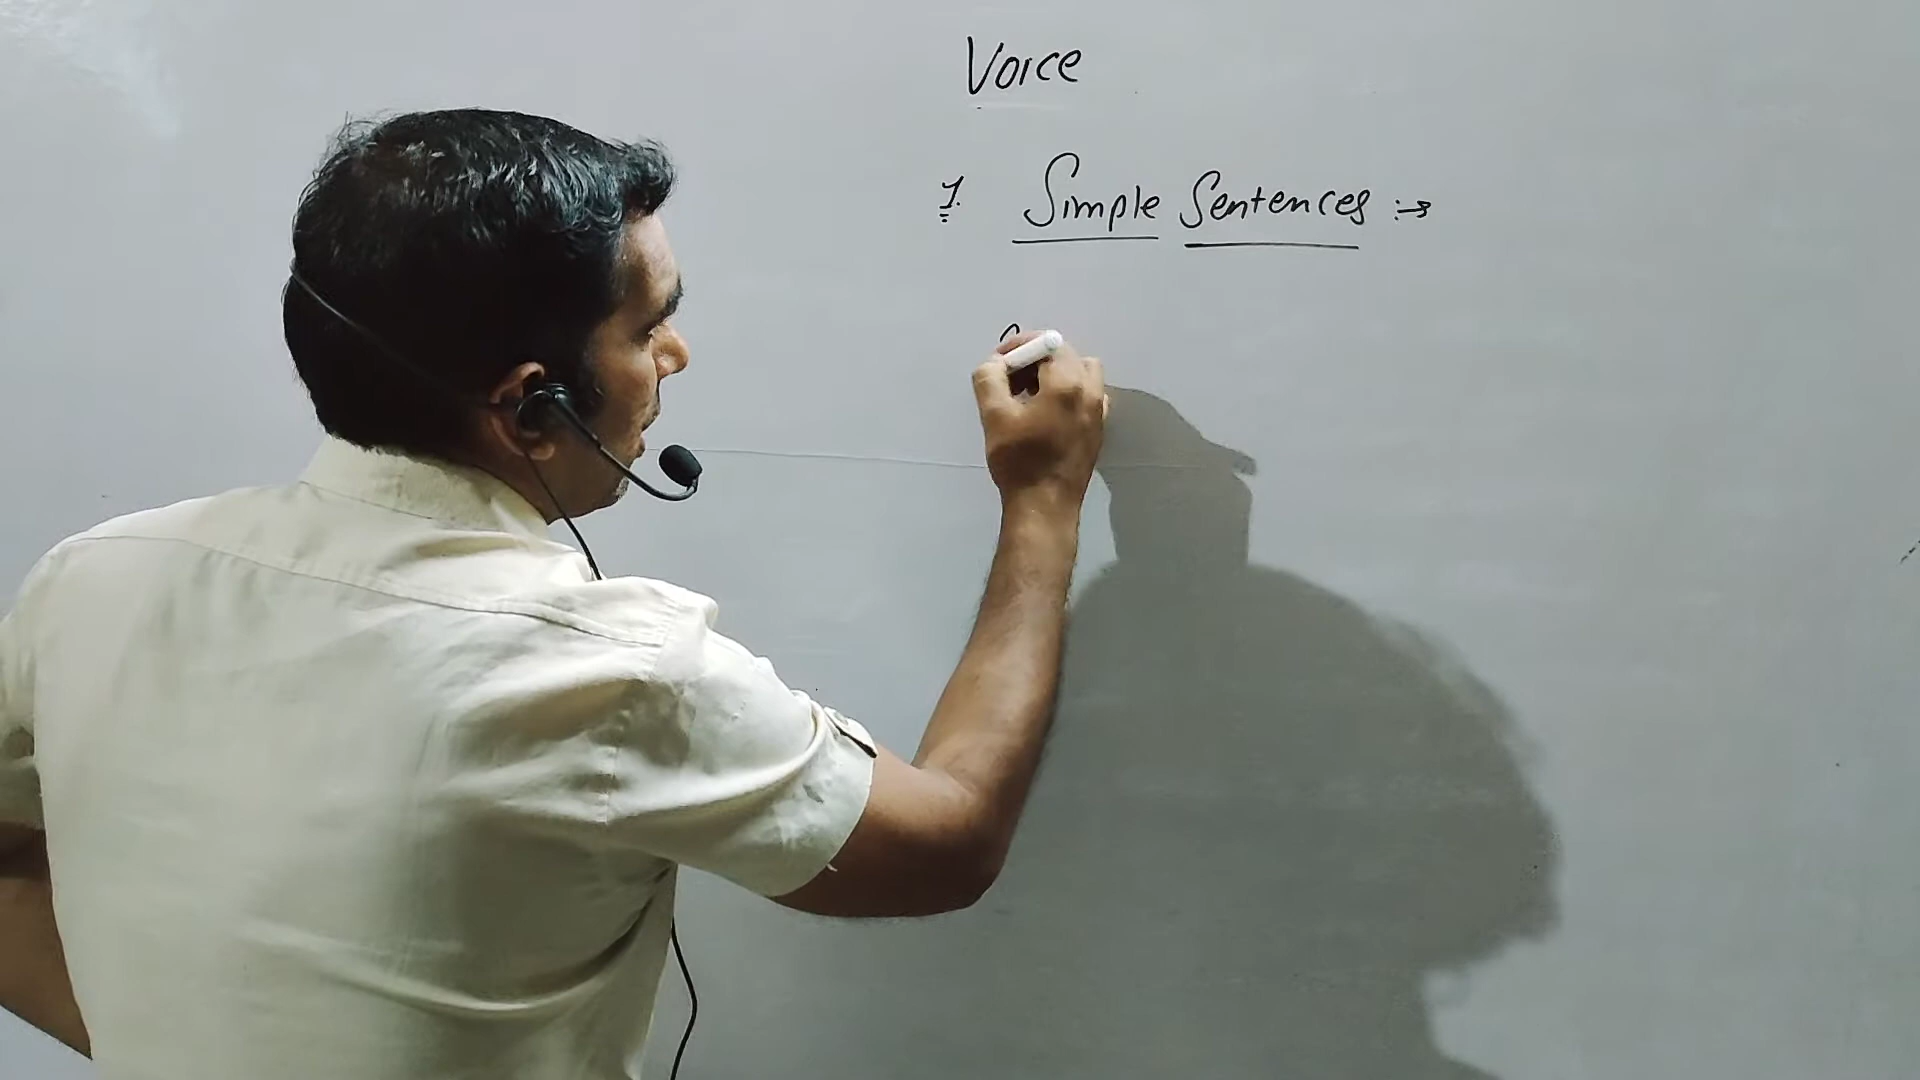 Voice
1. Simple Sentences :→